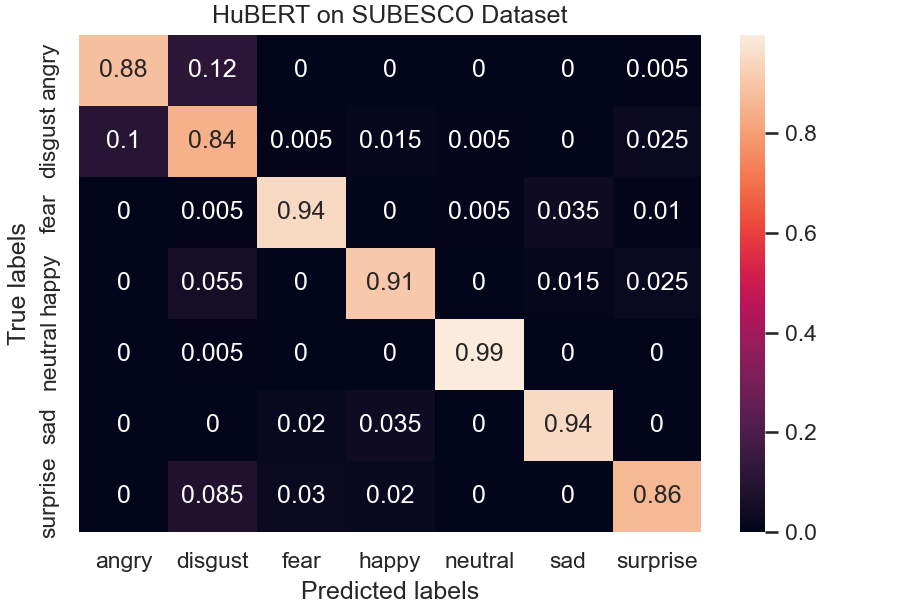 HuBERT on SUBESCO Dataset
angry 0.88 0.12 0 0 0 0 0.005
disgust 0.1 0.84 0.005 0.015 0.005 0 0.025
fear 0 0.005 0.94 0 0.005 0.035 0.01
happy 0 0.055 0 0.91 0 0.015 0.025
neutral 0 0.005 0 0 0.99 0 0
sad 0 0 0.02 0.035 0 0.94 0
surprise 0 0.085 0.03 0.02 0 0 0.86
angry disgust fear happy neutral sad surprise
Predicted labels
True labels
0.8
0.6
0.4
0.2
0.0